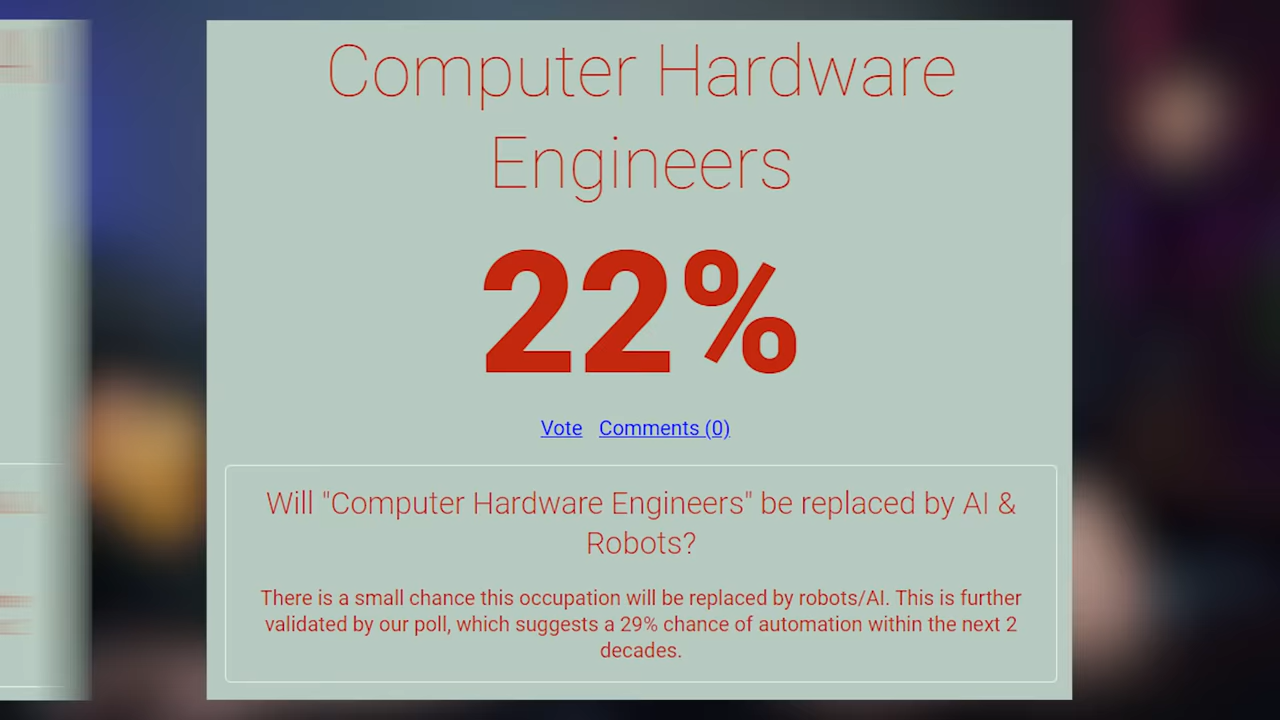 Computer Hardware
Engineers
22%
Vote Comments (0)
Will "Computer Hardware Engineers" be replaced by AI &
Robots?
There is a small chance this occupation will be replaced by robots/AI. This is further
validated by our poll, which suggests a 29% chance of automation within the next 2
decades.